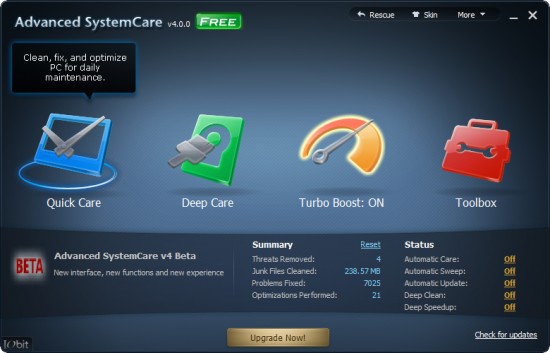 Advanced SystemCare v4.0.0 FREE
Rescue Skin More
Clean, fix, and optimize
PC for daily
maintenance.
Quick Care Deep Care Turbo Boost: ON Toolbox
BETA
Advanced SystemCare v4 Beta
New interface, new functions and new experience
Summary Reset
Threats Removed: 4
Junk Files Cleaned: 238.57 MB
Problems Fixed: 7025
Optimizations Performed: 21
Status
Automatic Care: Off
Automatic Sweep: Off
Automatic Update: Off
Deep Clean: Off
Deep Speedup: Off
IObit
Upgrade Now!
Check for updates